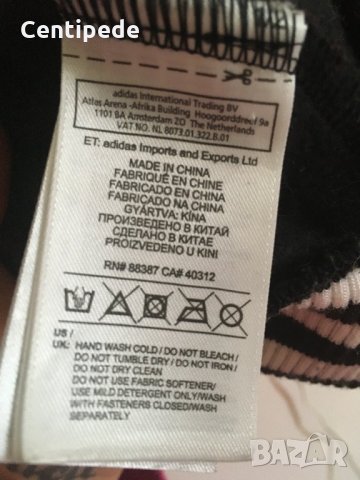 Centipede
adidas International Trading BV
Atlas Arena -Afrika Building Hoogoorddreef 9a
1101 BA Amsterdam ZO The Netherlands
VAT NO. NL 8073.01.322.B.01
ET: adidas Imports and Exports Ltd
MADE IN CHINA
FABRIQUÉ EN CHINE
FABRICADO EN CHINA
FABRICADO NA CHINA
GYÁRTVA: KÍNA
ПРОИЗВЕДЕНО В КИТАЙ
СДЕЛАНО В КИТАЕ
PROIZVEDENO U KINI
RN# 88387 CA# 40312
US /
UK: HAND WASH COLD / DO NOT BLEACH /
DO NOT TUMBLE DRY / DO NOT IRON /
DO NOT DRY CLEAN
DO NOT USE FABRIC SOFTENER/
USE MILD DETERGENT ONLY/WASH
WITH FASTENERS CLOSED/WASH
SEPARATELY
BAZAR
bg